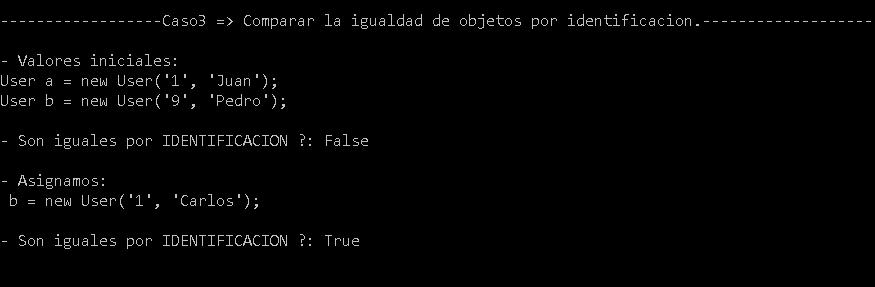 ------------------Caso3 => Comparar la igualdad de objetos por identificacion.-------------------
- Valores iniciales:
User a = new User('1', 'Juan');
User b = new User('9', 'Pedro');
- Son iguales por IDENTIFICACION ?: False
- Asignamos:
b = new User('1', 'Carlos');
- Son iguales por IDENTIFICACION ?: True